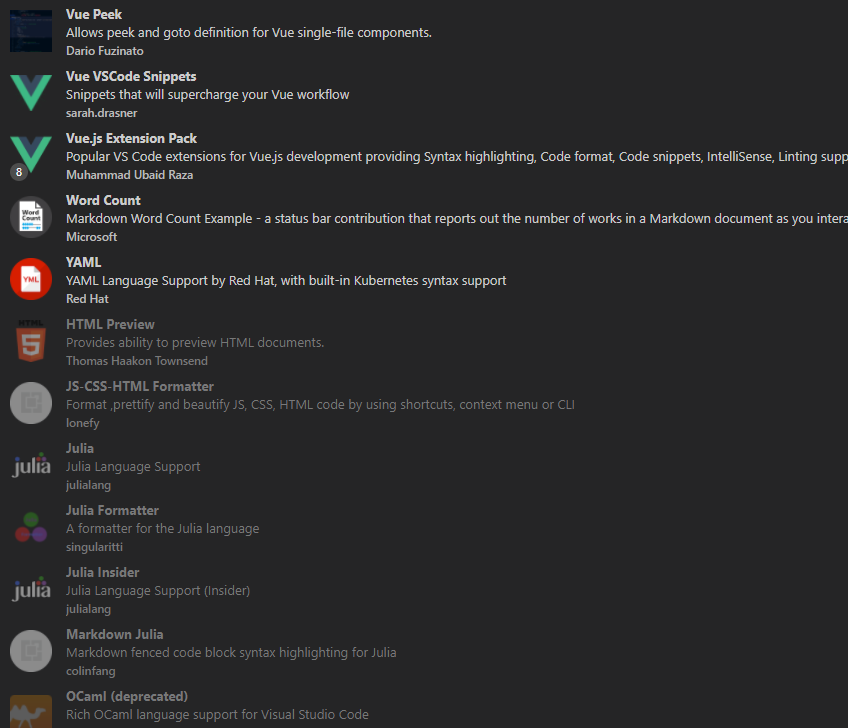 Vue Peek
Allows peek and goto definition for Vue single-file components.
Dario Fuzinato
Vue VSCode Snippets
Snippets that will supercharge your Vue workflow
sarah.drasner
8
Vue.js Extension Pack
Popular VS Code extensions for Vue.js development providing Syntax highlighting, Code format, Code snippets, IntelliSense, Linting supp
Muhammad Ubaid Raza
Word Count
Word Count
Markdown Word Count Example - a status bar contribution that reports out the number of works in a Markdown document as you intera
Microsoft
YML
YAML
YAML Language Support by Red Hat, with built-in Kubernetes syntax support
Red Hat
HTML
5
HTML Preview
Provides ability to preview HTML documents.
Thomas Haakon Townsend
JS-CSS-HTML Formatter
Format ,prettify and beautify JS, CSS, HTML code by using shortcuts, context menu or CLI
lonefy
julia
Julia
Julia Language Support
julialang
Julia Formatter
A formatter for the Julia language
singularitti
julia
Julia Insider
Julia Language Support (Insider)
julialang
Markdown Julia
Markdown fenced code block syntax highlighting for Julia
colinfang
OCaml (deprecated)
Rich OCaml language support for Visual Studio Code